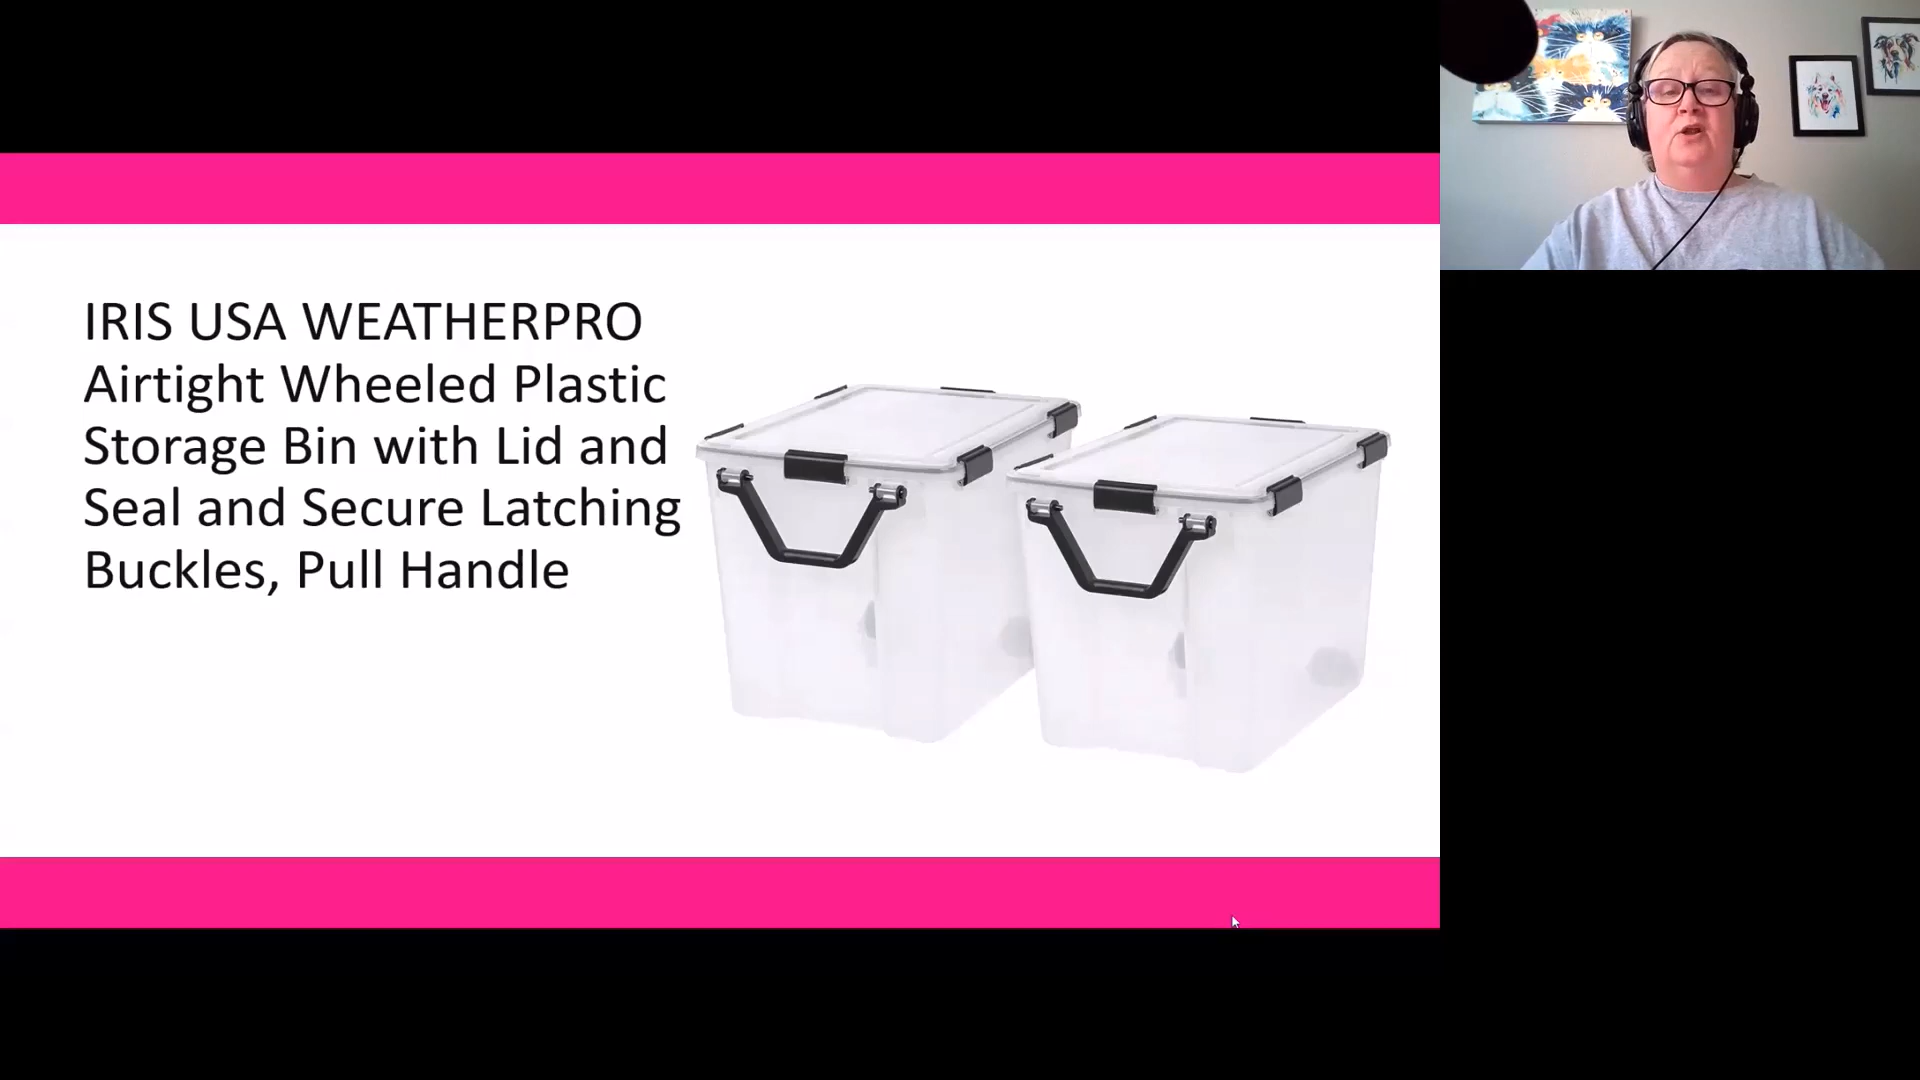 IRIS USA WEATHERPRO
Airtight Wheeled Plastic
Storage Bin with Lid and
Seal and Secure Latching
Buckles, Pull Handle